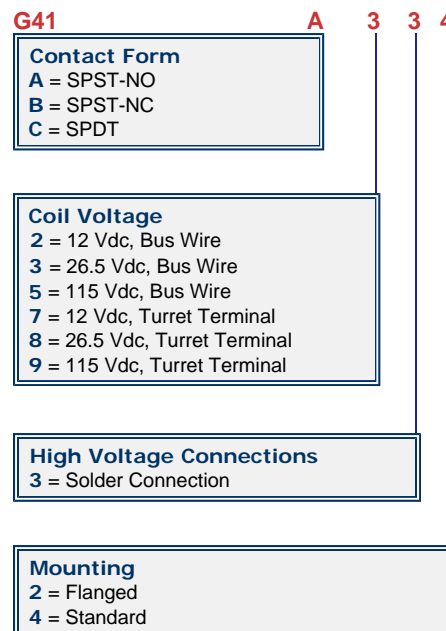 G41 A 3 3 4
Contact Form
A = SPST-NO
B = SPST-NC
C = SPDT
Coil Voltage
2 = 12 Vdc, Bus Wire
3 = 26.5 Vdc, Bus Wire
5 = 115 Vdc, Bus Wire
7 = 12 Vdc, Turret Terminal
8 = 26.5 Vdc, Turret Terminal
9 = 115 Vdc, Turret Terminal
High Voltage Connections
3 = Solder Connection
Mounting
2 = Flanged
4 = Standard